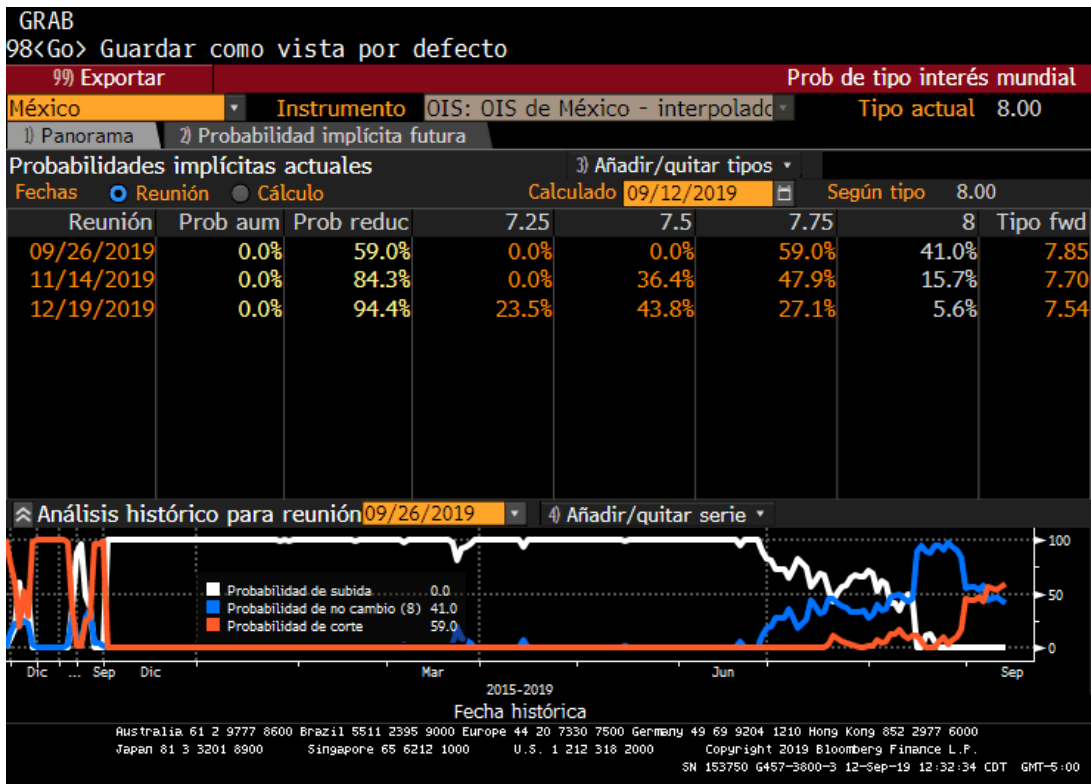 GRAB
98<Go> Guardar como vista por defecto
99) Exportar Prob de tipo interés mundial
México Instrumento OIS: OIS de México - interpolado Tipo actual 8.00
1) Panorama 2) Probabilidad implícita futura
Probabilidades implícitas actuales 3) Añadir/quitar tipos
Fechas Reunión Cálculo Calculado 09/12/2019 Según tipo 8.00
Reunión Prob aum Prob reduc 7.25 7.5 7.75 8 Tipo fwd
09/26/2019 0.0% 59.0% 0.0% 0.0% 59.0% 41.0% 7.85
11/14/2019 0.0% 84.3% 0.0% 36.4% 47.9% 15.7% 7.70
12/19/2019 0.0% 94.4% 23.5% 43.8% 27.1% 5.6% 7.54
Análisis histórico para reunión 09/26/2019 4) Añadir/quitar serie
100
Probabilidad de subida 0.0
Probabilidad de no cambio (8) 41.0
50
Probabilidad de corte 59.0
0
Dic ... Sep Dic Mar Jun Sep
2015-2019
Fecha histórica
Australia 61 2 9777 8600 Brazil 5511 2395 9000 Europe 44 20 7330 7500 Germany 49 69 9204 1210 Hong Kong 852 2977 6000
Japan 81 3 3201 8900 Singapore 65 6212 1000 U.S. 1 212 318 2000 Copyright 2019 Bloomberg Finance L.P.
SN 153750 G457-3800-3 12-Sep-19 12:32:34 CDT GMT-5:00